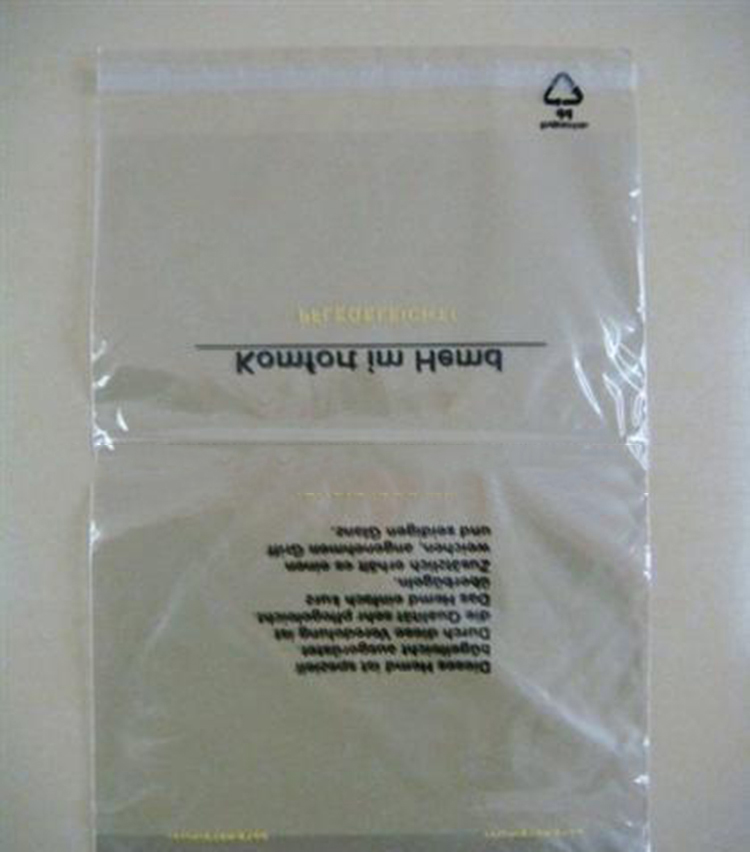 Komfort im Hemd
PFLEGELEICHT!
Dieses Hemd ist speziell
bügelleicht ausgerüstet
Durch diese Veredelung ist
die Qualität sehr pflegeleicht.
Das Hemd einfach kurz
überbügeln.
Zusätzlich erhält es einen
weichen, angenehmen Griff
und seidigen Glanz.